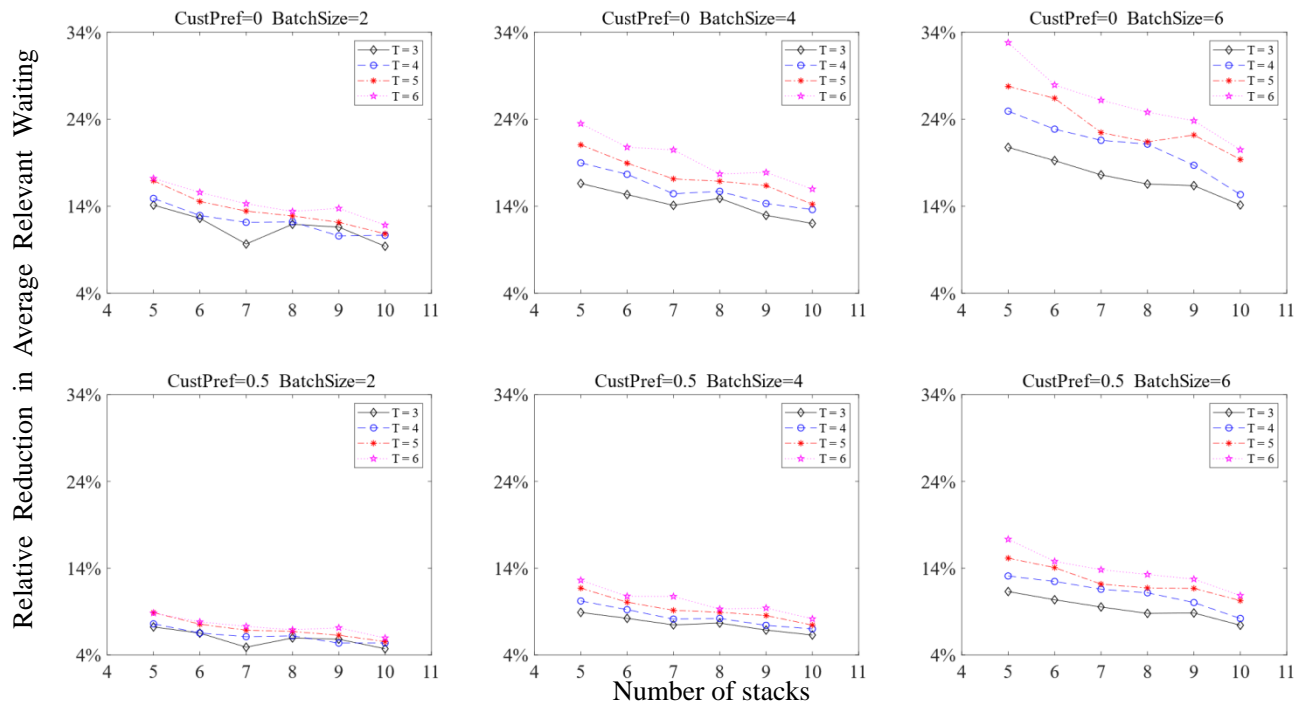 Relative Reduction in Average Relevant Waiting
CustPref=0 BatchSize=2
34%
24%
14%
4%
4 5 6 7 8 9 10 11
T = 3
T = 4
T = 5
T = 6
CustPref=0 BatchSize=4
34%
24%
14%
4%
4 5 6 7 8 9 10 11
T = 3
T = 4
T = 5
T = 6
CustPref=0 BatchSize=6
34%
24%
14%
4%
4 5 6 7 8 9 10 11
T = 3
T = 4
T = 5
T = 6
CustPref=0.5 BatchSize=2
34%
24%
14%
4%
4 5 6 7 8 9 10 11
T = 3
T = 4
T = 5
T = 6
CustPref=0.5 BatchSize=4
34%
24%
14%
4%
4 5 6 7 8 9 10 11
T = 3
T = 4
T = 5
T = 6
CustPref=0.5 BatchSize=6
34%
24%
14%
4%
4 5 6 7 8 9 10 11
T = 3
T = 4
T = 5
T = 6
Number of stacks